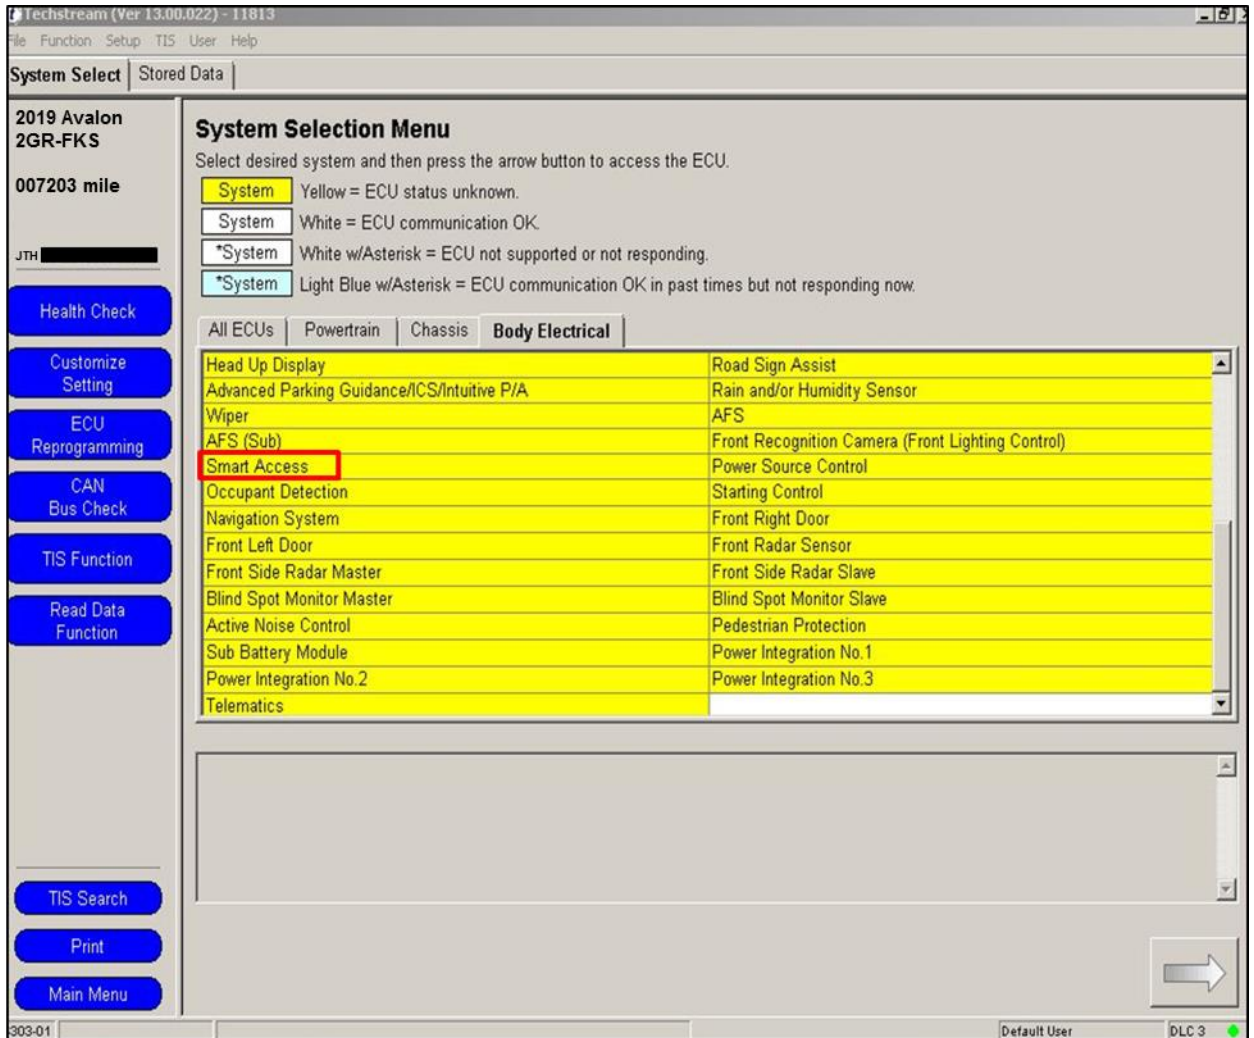 Techstream (Ver 13.00.022) - 11813
File Function Setup TIS User Help
System Select Stored Data
2019 Avalon
2GR-FKS
007203 mile
JTH
Health Check
Customize
Setting
ECU
Reprogramming
CAN
Bus Check
TIS Function
Read Data
Function
TIS Search
Print
Main Menu
System Selection Menu
Select desired system and then press the arrow button to access the ECU.
System Yellow = ECU status unknown.
System White = ECU communication OK.
*System White w/Asterisk = ECU not supported or not responding.
*System Light Blue w/Asterisk = ECU communication OK in past times but not responding now.
All ECUs Powertrain Chassis Body Electrical
Head Up Display Road Sign Assist
Advanced Parking Guidance/ICS/Intuitive P/A Rain and/or Humidity Sensor
Wiper AFS
AFS (Sub) Front Recognition Camera (Front Lighting Control)
Smart Access Power Source Control
Occupant Detection Starting Control
Navigation System Front Right Door
Front Left Door Front Radar Sensor
Front Side Radar Master Front Side Radar Slave
Blind Spot Monitor Master Blind Spot Monitor Slave
Active Noise Control Pedestrian Protection
Sub Battery Module Power Integration No.1
Power Integration No.2 Power Integration No.3
Telematics
303-01 Default User DLC 3